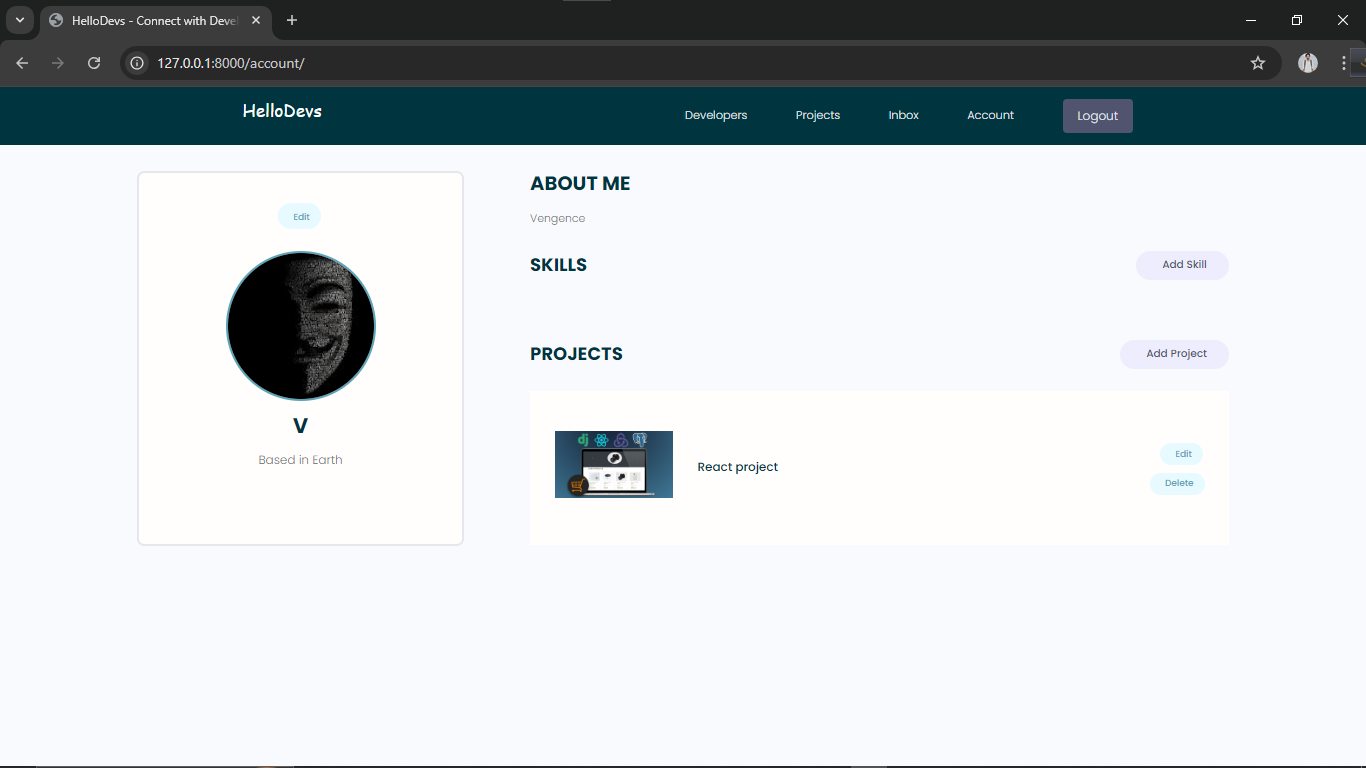 HelloDevs - Connect with Devel
127.0.0.1:8000/account/
HelloDevs
Developers
Projects
Inbox
Account
Logout
Edit
V
Based in Earth
ABOUT ME
Vengence
SKILLS
Add Skill
PROJECTS
Add Project
dj
React project
Edit
Delete